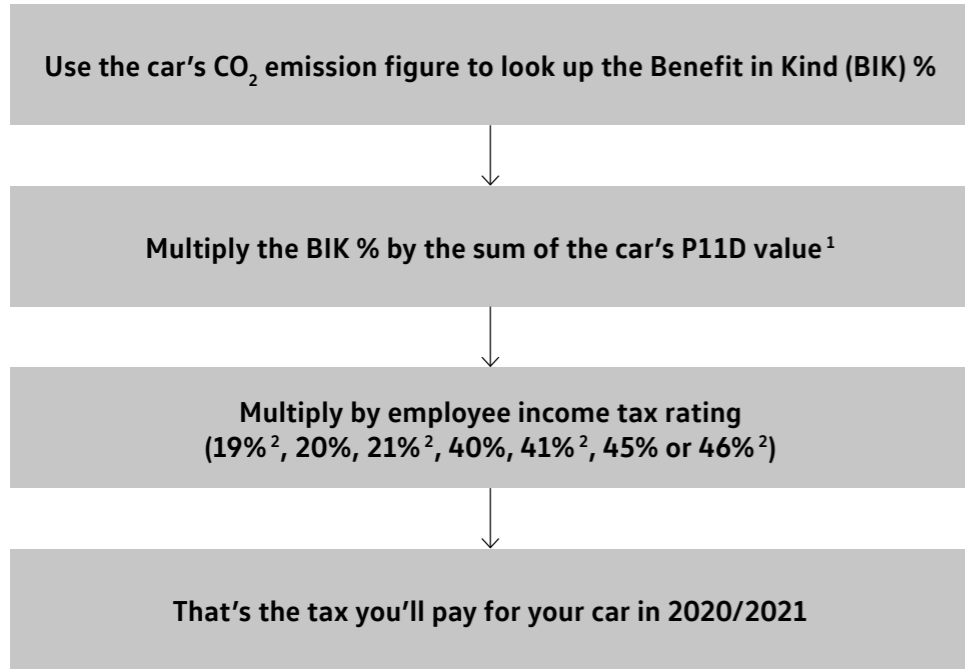 Use the car's CO₂ emission figure to look up the Benefit in Kind (BIK) %
Multiply the BIK % by the sum of the car's P11D value ¹
Multiply by employee income tax rating
(19% ², 20%, 21% ², 40%, 41% ², 45% or 46% ²)
That's the tax you'll pay for your car in 2020/2021